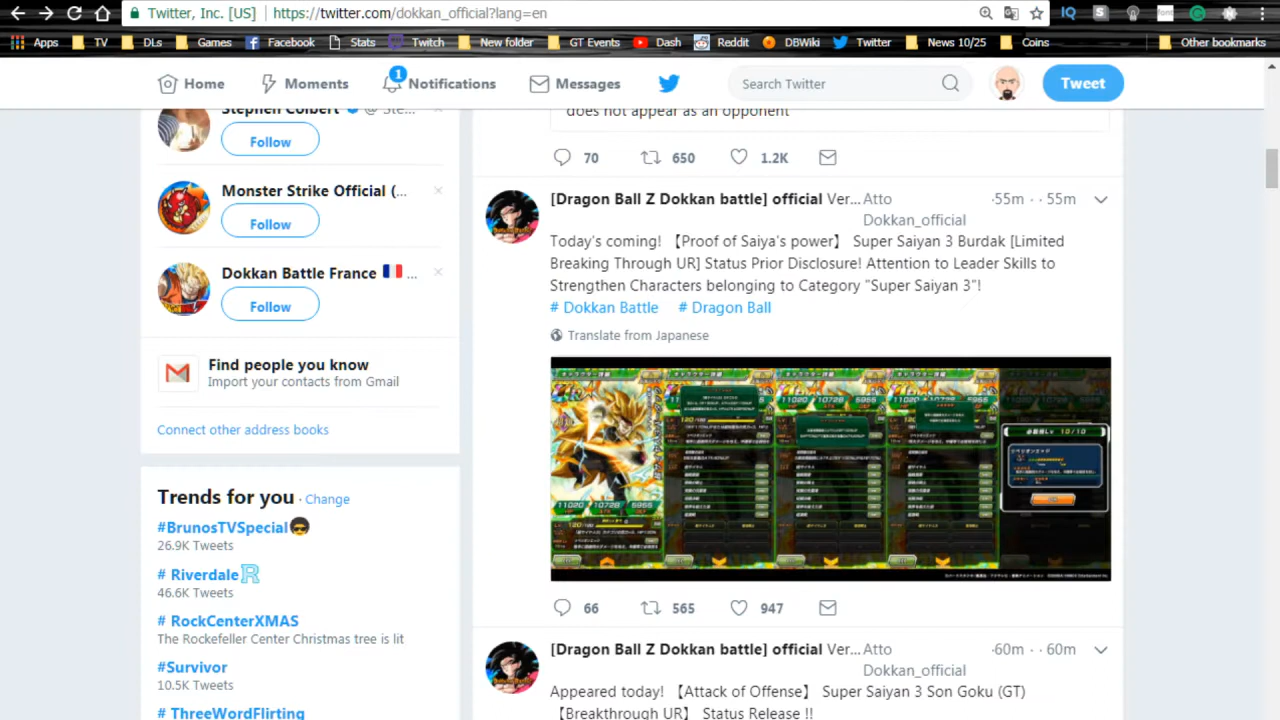 Twitter, Inc. [US] https://twitter.com/dokkan_official?lang=en
Apps TV DLs Games Facebook Stats Twitch New folder GT Events Dash Reddit DBWiki Twitter News 10/25 Coins Other bookmarks
Home Moments 1 Notifications Messages Search Twitter Tweet
Stephen Colbert @ Ste...
Follow
Monster Strike Official (...
Follow
Dokkan Battle France ...
Follow
Find people you know
Import your contacts from Gmail
Connect other address books
Trends for you · Change
#BrunosTVSpecial
26.9K Tweets
# Riverdale
46.6K Tweets
# RockCenterXMAS
The Rockefeller Center Christmas tree is lit
#Survivor
10.5K Tweets
# ThreeWordFlirting
does not appear as an opponent
70 650 1.2K
[Dragon Ball Z Dokkan battle] official Ver... Atto ·55m · · 55m
Dokkan_official
Today's coming! 【Proof of Saiya's power】 Super Saiyan 3 Burdak [Limited
Breaking Through UR] Status Prior Disclosure! Attention to Leader Skills to
Strengthen Characters belonging to Category "Super Saiyan 3"!
# Dokkan Battle # Dragon Ball
Translate from Japanese
11020 10728 5965
10/10
66 565 947
[Dragon Ball Z Dokkan battle] official Ver... Atto ·60m · · 60m
Dokkan_official
Appeared today! 【Attack of Offense】 Super Saiyan 3 Son Goku (GT)
【Breakthrough UR】 Status Release !!